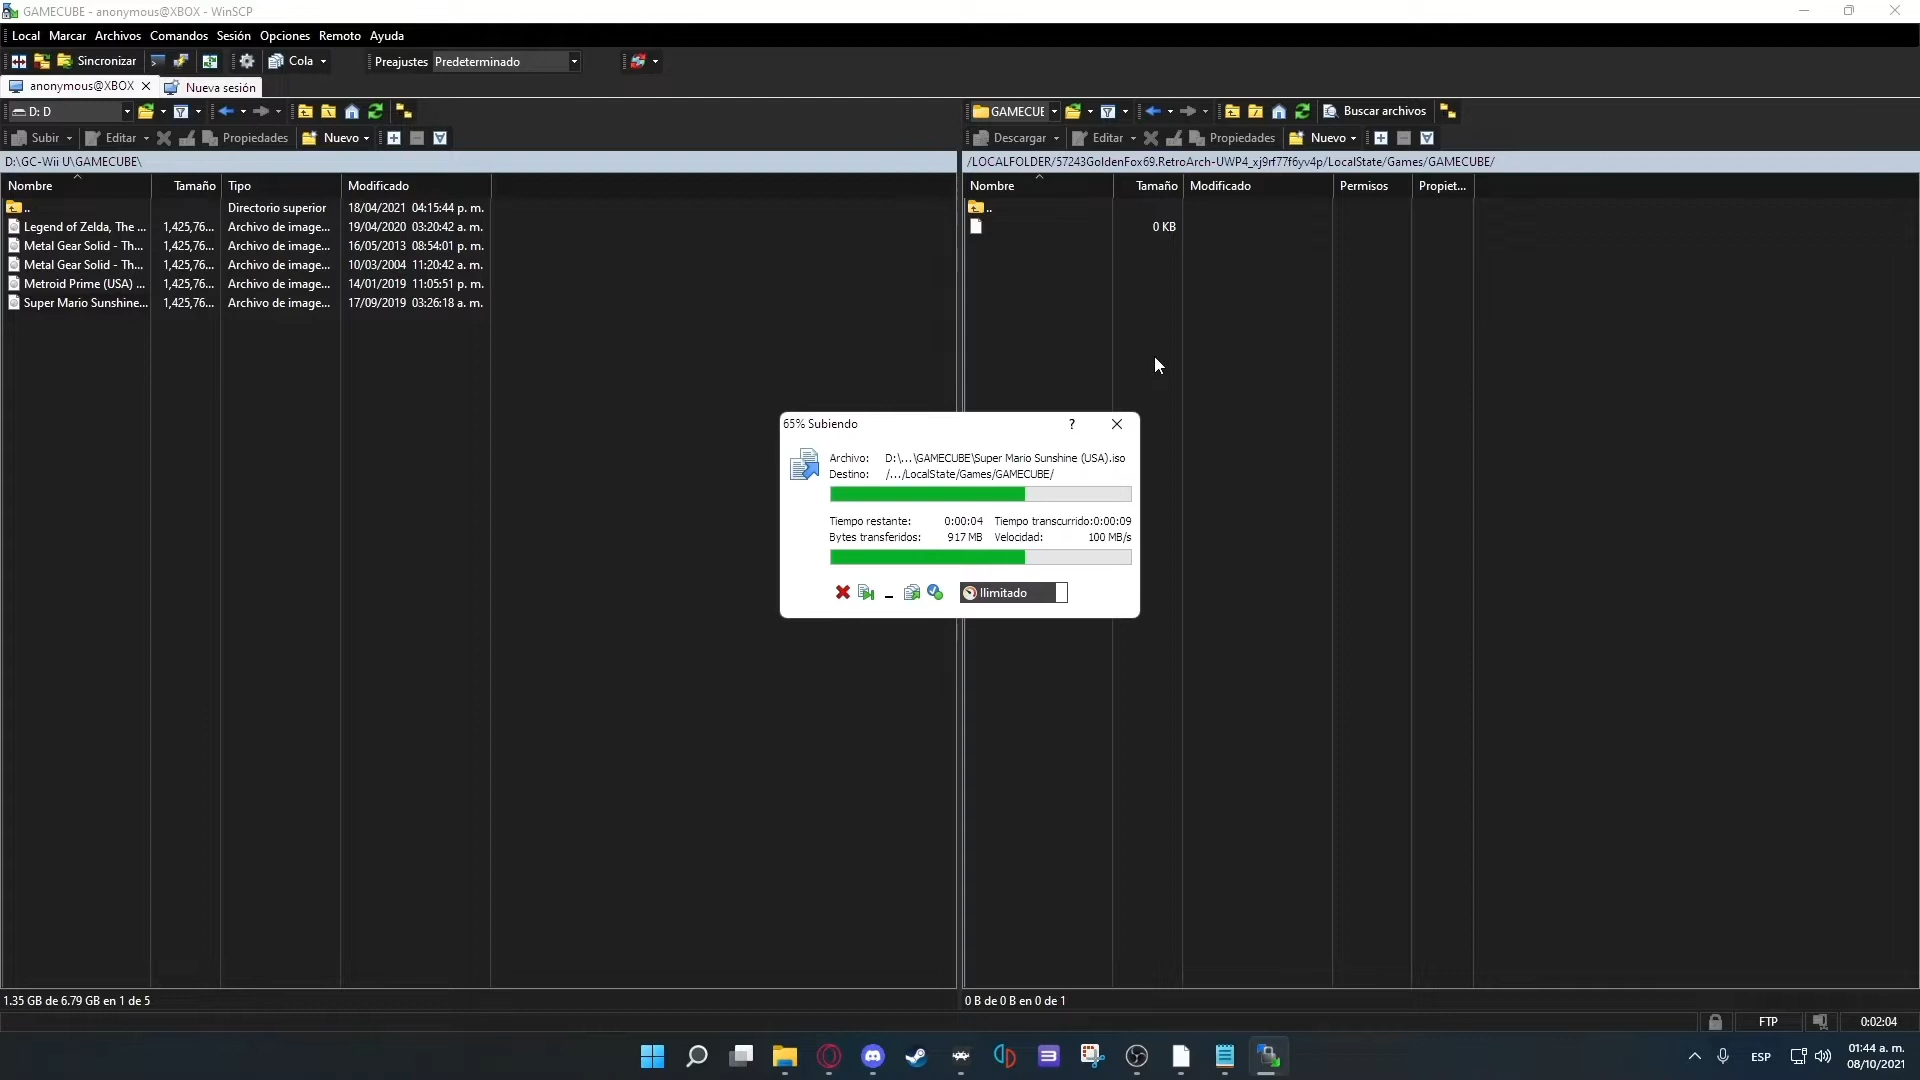 GAMECUBE - anonymous@XBOX - WinSCP
Local Marcar Archivos Comandos Sesión Opciones Remoto Ayuda
Sincronizar Cola Preajustes Predeterminado
anonymous@XBOX Nueva sesión
D: D GAMECUE Buscar archivos
Subir Editar Propiedades Nuevo Descargar Editar Propiedades Nuevo
D:\GC-Wii U\GAMECUBE\ /LOCALFOLDER/57243GoldenFox69.RetroArch-UWP4_xj9rf77f6yv4p/LocalState/Games/GAMECUBE/
Nombre Tamaño Tipo Modificado Nombre Tamaño Modificado Permisos Propiet...
.. Directorio superior 18/04/2021 04:15:44 p. m. ..
Legend of Zelda, The ... 1,425,76... Archivo de image... 19/04/2020 03:20:42 a. m. 0 KB
Metal Gear Solid - Th... 1,425,76... Archivo de image... 16/05/2013 08:54:01 p. m.
Metal Gear Solid - Th... 1,425,76... Archivo de image... 10/03/2004 11:20:42 a. m.
Metroid Prime (USA) ... 1,425,76... Archivo de image... 14/01/2019 11:05:51 p. m.
Super Mario Sunshine... 1,425,76... Archivo de image... 17/09/2019 03:26:18 a. m.
65% Subiendo ?
Archivo: D:\...\GAMECUBE\Super Mario Sunshine (USA).iso
Destino: /.../LocalState/Games/GAMECUBE/
Tiempo restante: 0:00:04 Tiempo transcurrido:0:00:09
Bytes transferidos: 917 MB Velocidad: 100 MB/s
Ilimitado
1.35 GB de 6.79 GB en 1 de 5 0 B de 0 B en 0 de 1
FTP 0:02:04
ESP 01:44 a. m.
08/10/2021